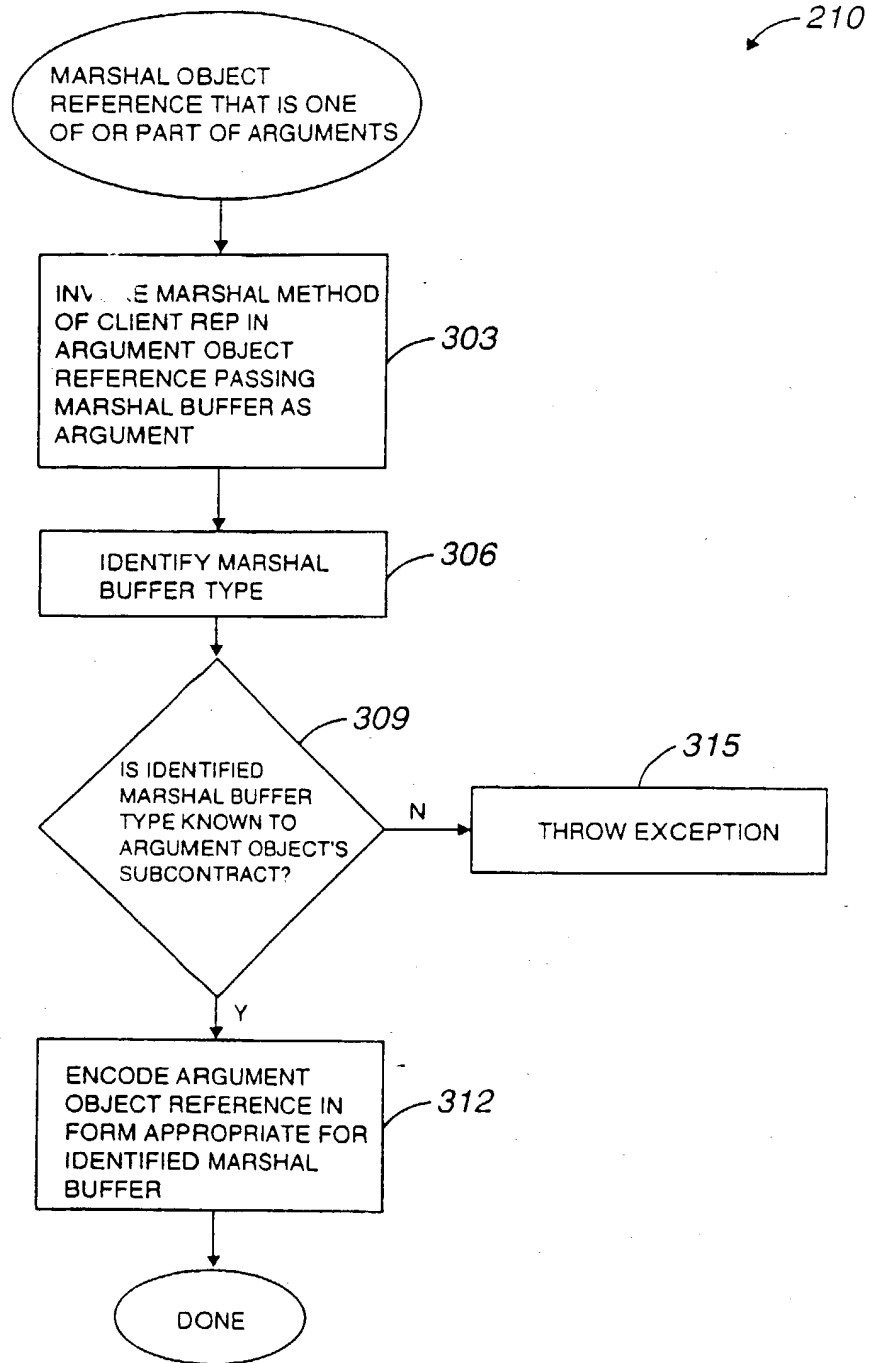 210
MARSHAL OBJECT
REFERENCE THAT IS ONE
OF OR PART OF ARGUMENTS
MARSHAL METHOD
OF CLIENT REP IN
ARGUMENT OBJECT
REFERENCE PASSING
MARSHAL BUFFER AS
ARGUMENT
303
IDENTIFY MARSHAL
BUFFER TYPE
306
309
IS IDENTIFIED
MARSHAL BUFFER
TYPE KNOWN TO
ARGUMENT OBJECT'S
SUBCONTRACT?
N
315
THROW EXCEPTION
Y
ENCODE ARGUMENT
OBJECT REFERENCE IN
FORM APPROPRIATE FOR
IDENTIFIED MARSHAL
BUFFER
312
DONE